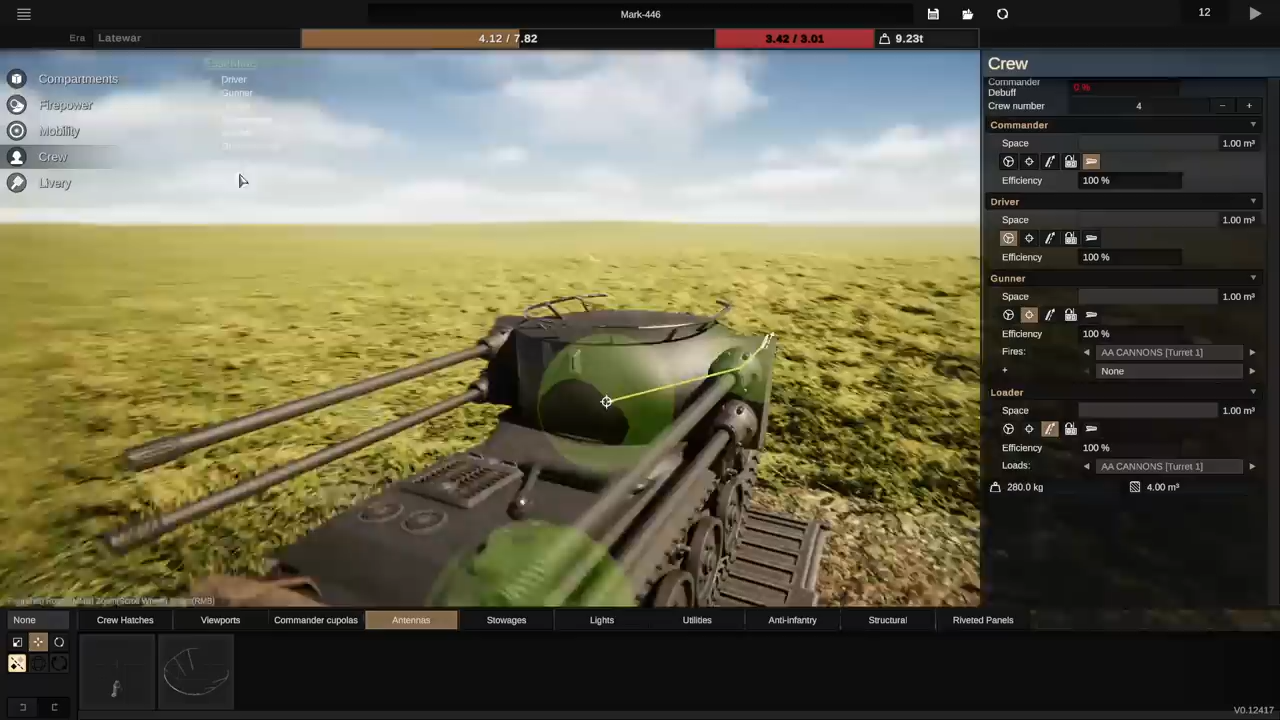 Mark-446
12
Era Latewar
4.12 / 7.82
3.42 / 3.01
9.23t
Compartments
Firepower
Mobility
Crew
Livery
Driver
Gunner
Crew
Commander Debuff
0 %
Crew number 4 − +
Commander
Space 1.00 m³
Efficiency 100 %
Driver
Space 1.00 m³
Efficiency 100 %
Gunner
Space 1.00 m³
Efficiency 100 %
Fires: AA CANNONS [Turret 1]
+ None
Loader
Space 1.00 m³
Efficiency 100 %
Loads: AA CANNONS [Turret 1]
280.0 kg 4.00 m³
None Crew Hatches Viewports Commander cupolas Antennas Stowages Lights Utilities Anti-infantry Structural Riveted Panels
V0.12417